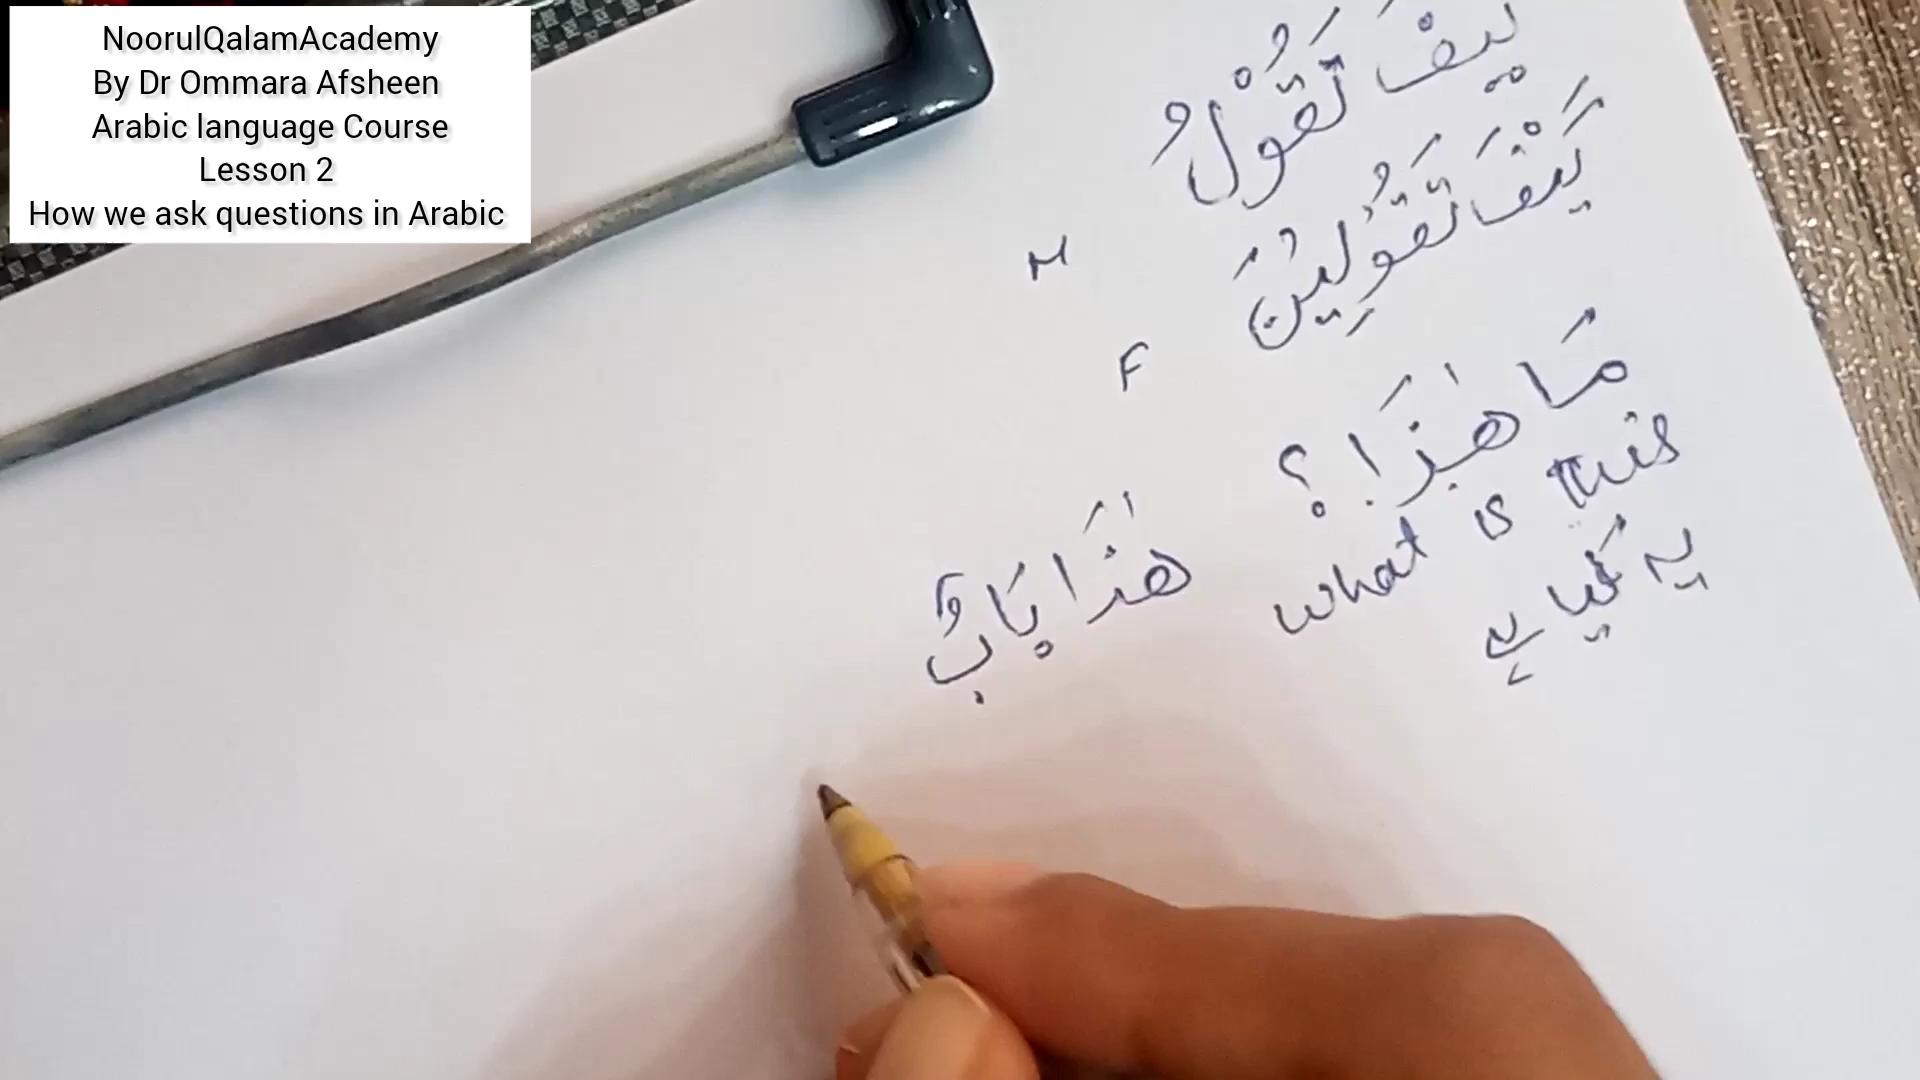 NoorulQalamAcademy
By Dr Ommara Afsheen
Arabic language Course
Lesson 2
How we ask questions in Arabic
تَقُوْلُ
تَقُوْلِيْنَ
M
F
مَا هٰذَا؟
what is this
یہ کیا ہے
هٰذَا بَابٌ